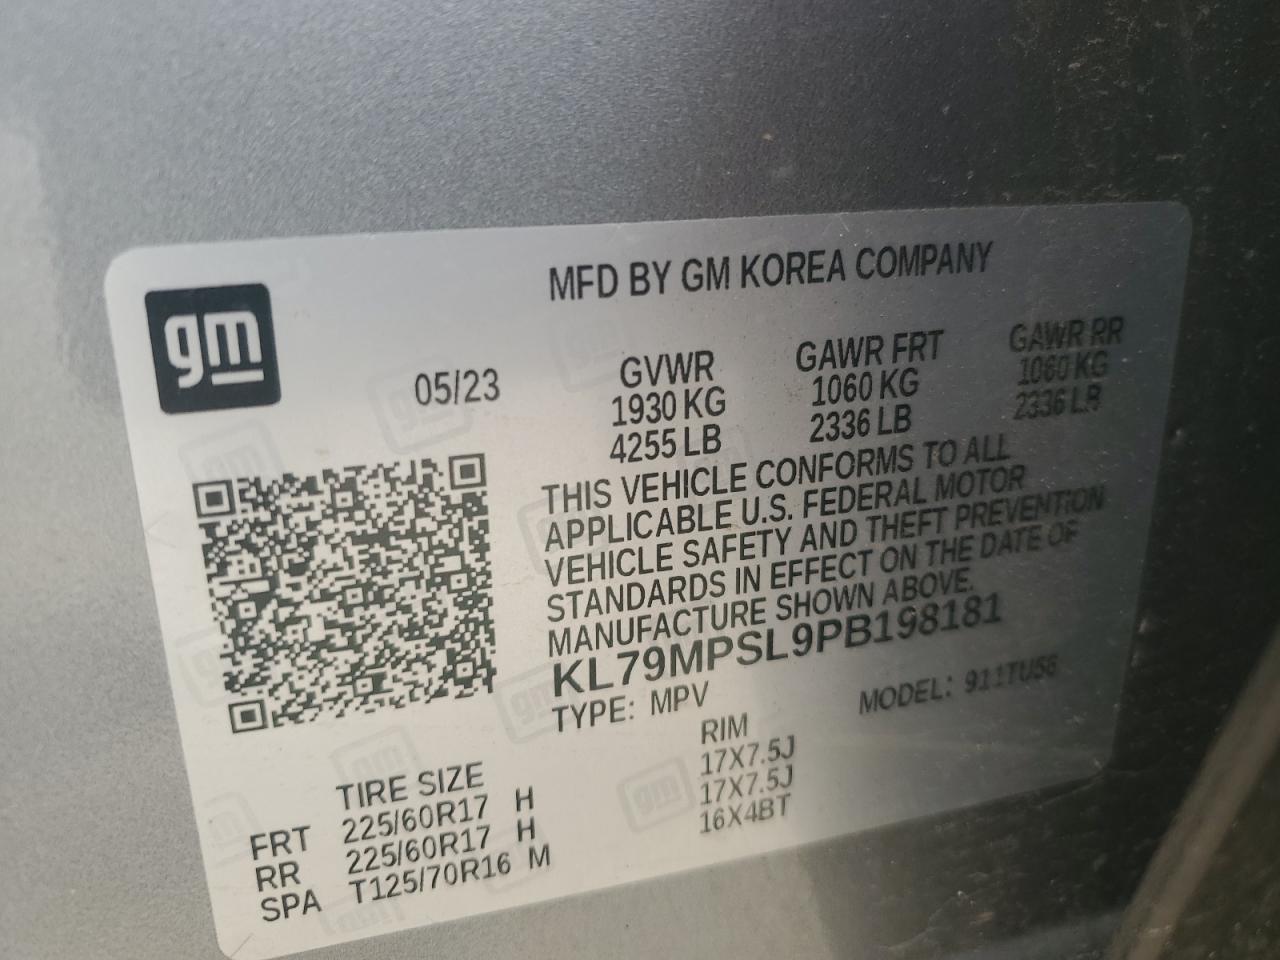 gm
MFD BY GM KOREA COMPANY
05/23
GVWR GAWR FRT GAWR RR
1930 KG 1060 KG 1060 KG
4255 LB 2336 LB 2336 LB
THIS VEHICLE CONFORMS TO ALL
APPLICABLE U.S. FEDERAL MOTOR
VEHICLE SAFETY AND THEFT PREVENTION
STANDARDS IN EFFECT ON THE DATE OF
MANUFACTURE SHOWN ABOVE.
KL79MPSL9PB198181
TYPE: MPV MODEL: 911TU56
TIRE SIZE RIM
FRT 225/60R17 H 17X7.5J
RR 225/60R17 H 17X7.5J
SPA T125/70R16 M 16X4BT